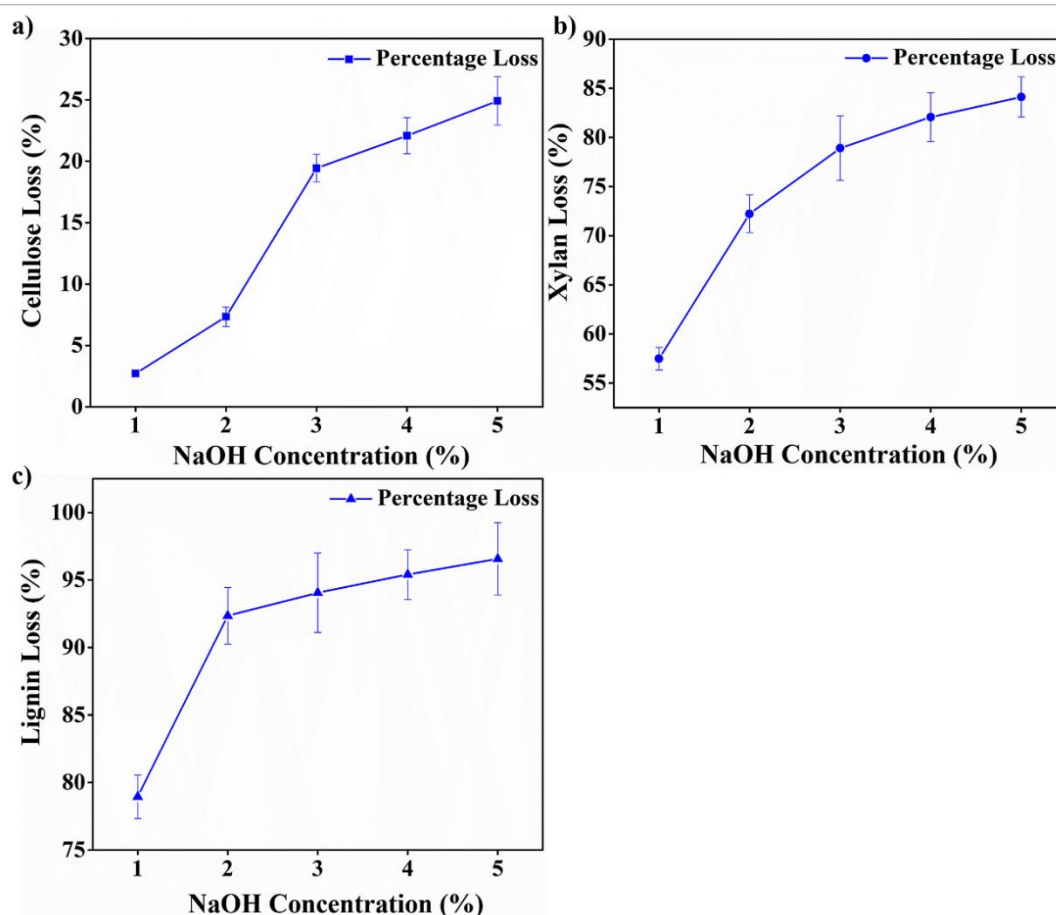 a)
30
25
20
15
10
5
0
Cellulose Loss (%)
Percentage Loss
1 2 3 4 5
NaOH Concentration (%)
b)
90
85
80
75
70
65
60
55
Xylan Loss (%)
Percentage Loss
1 2 3 4 5
NaOH Concentration (%)
c)
100
95
90
85
80
75
Lignin Loss (%)
Percentage Loss
1 2 3 4 5
NaOH Concentration (%)